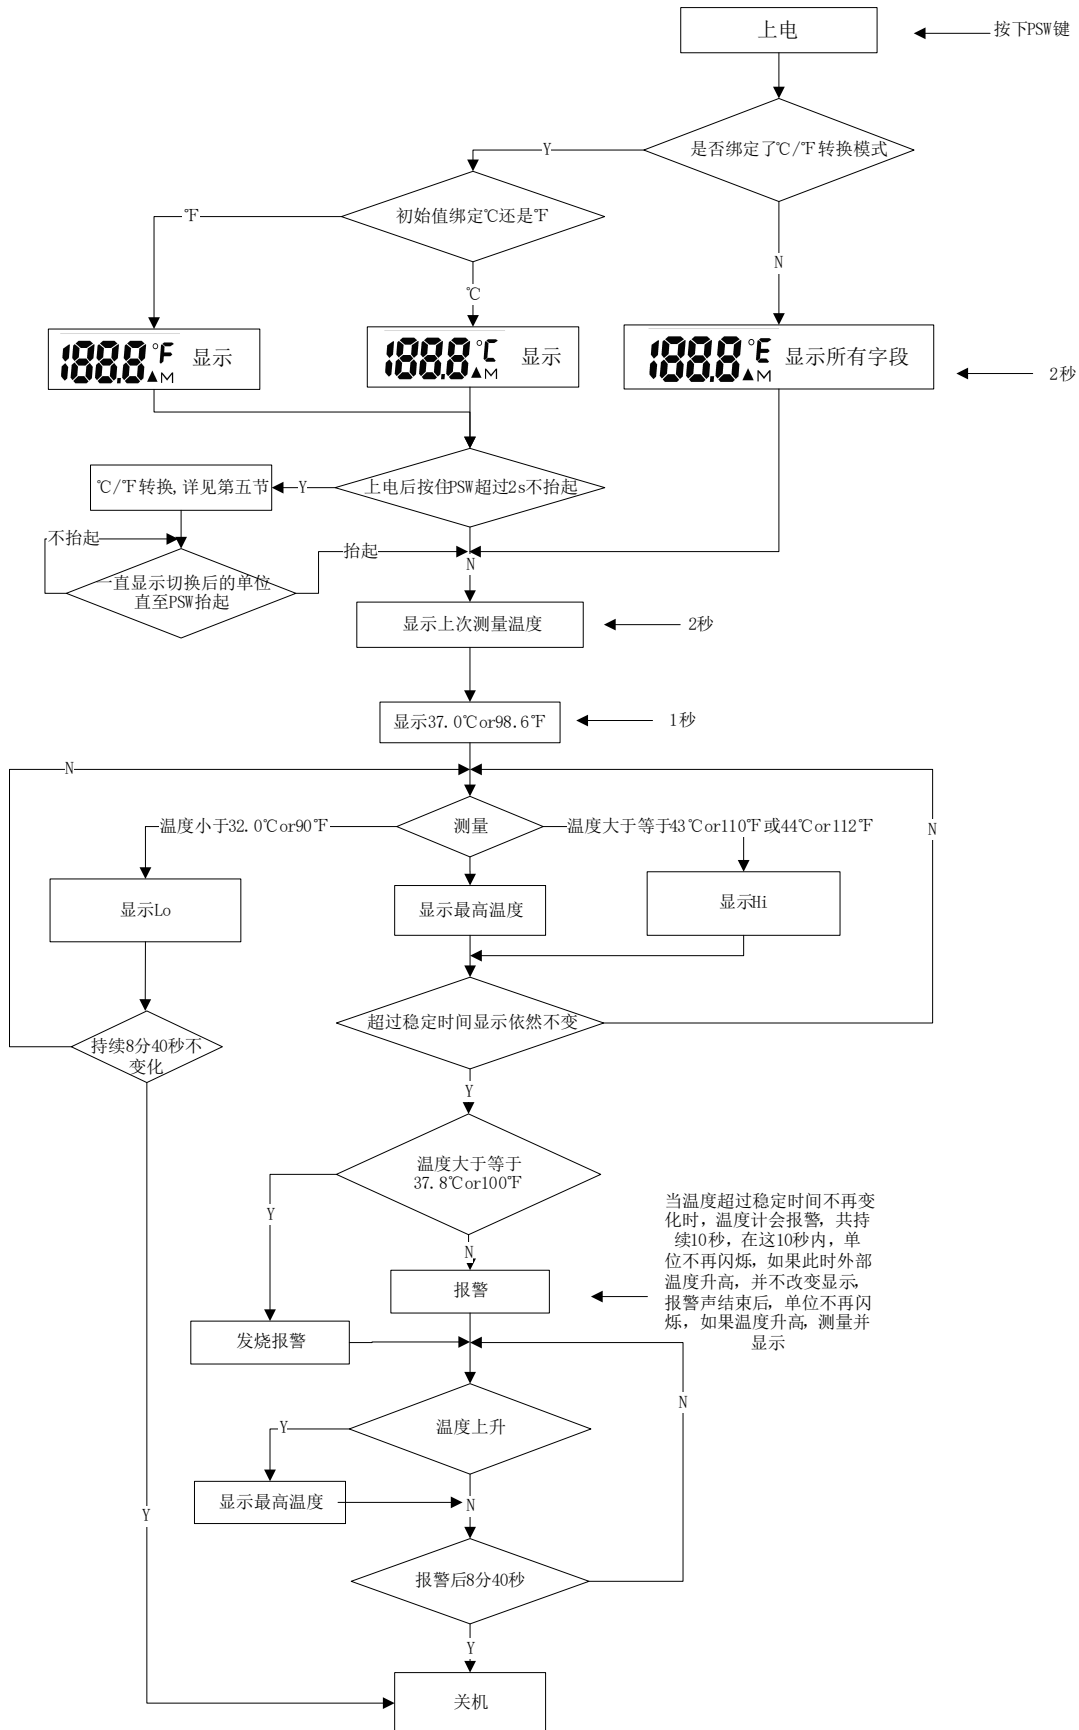 上电
按下PSW键
是否绑定了℃/℉转换模式
Y
初始值绑定℃还是℉
℉
N
℃
188.8℉▲M 显示
188.8℃▲M 显示
188.8°E▲M 显示所有字段
2秒
℃/℉转换,详见第五节
Y
上电后按住PSW超过2s不抬起
不抬起
抬起
N
一直显示切换后的单位
直至PSW抬起
显示上次测量温度
2秒
显示37.0℃or98.6℉
1秒
N
温度小于32.0℃or90℉
测量
温度大于等于43℃or110℉或44℃or112℉
N
显示Lo
显示最高温度
显示Hi
超过稳定时间显示依然不变
持续8分40秒不
变化
Y
温度大于等于
37.8℃or100℉
Y
N
当温度超过稳定时间不再变
化时，温度计会报警，共持
续10秒，在这10秒内，单
位不再闪烁，如果此时外部
温度升高，并不改变显示，
报警声结束后，单位不再闪
烁，如果温度升高，测量并
显示
报警
发烧报警
N
温度上升
Y
显示最高温度
N
Y
报警后8分40秒
Y
关机